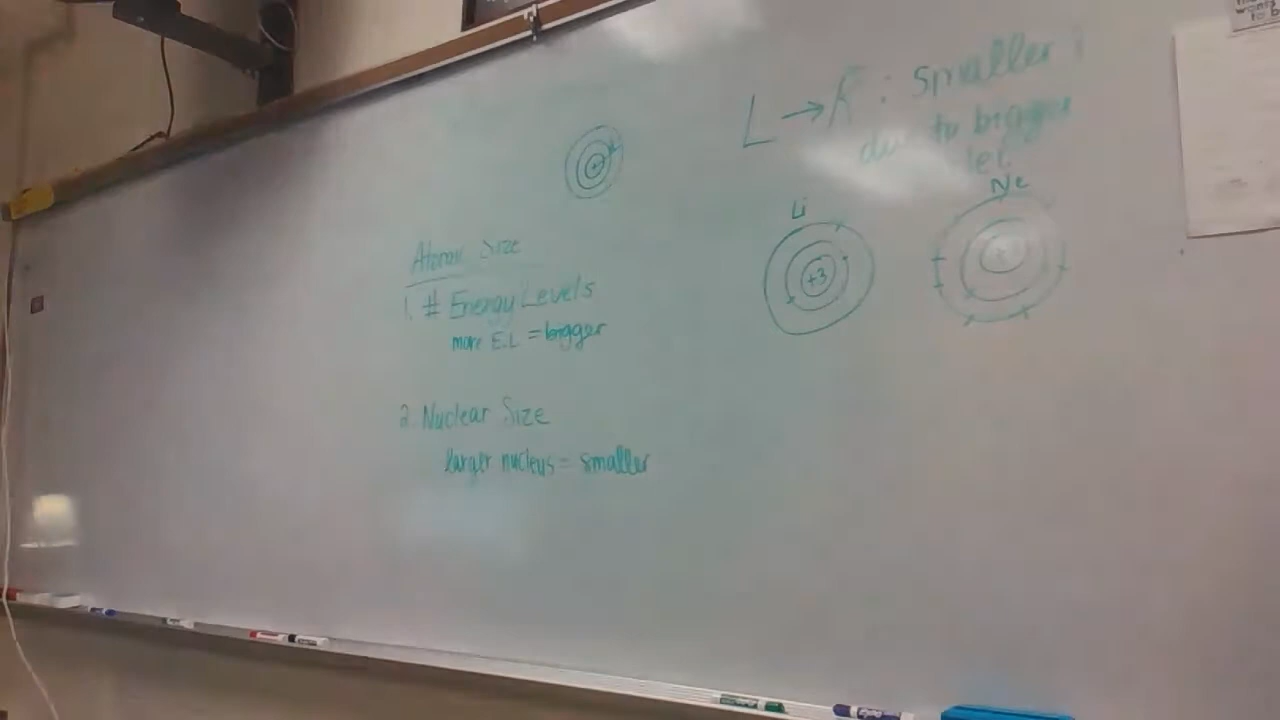 L → R : Smaller
due to bigger
Li
Ne
+
+3
Atomic Size
1. # Energy Levels
more E.L = bigger
2. Nuclear Size
larger nucleus = smaller